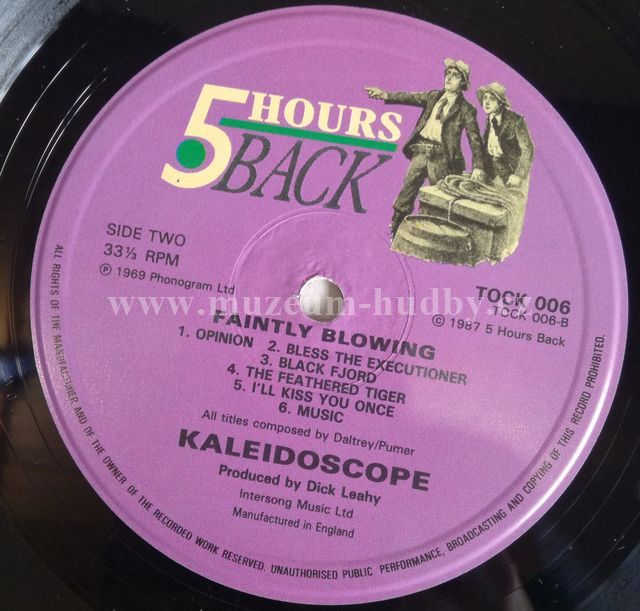 5 HOURS
BACK
SIDE TWO
33⅓ RPM
℗ 1969 Phonogram Ltd
TOCK 006
TOCK 006-B
© 1987 5 Hours Back
www.muzeum-hudby.cz
FAINTLY BLOWING
1. OPINION 2. BLESS THE EXECUTIONER
3. BLACK FJORD
4. THE FEATHERED TIGER
5. I'LL KISS YOU ONCE
6. MUSIC
All titles composed by Daltrey/Pumer
KALEIDOSCOPE
Produced by Dick Leahy
Intersong Music Ltd
Manufactured in England
ALL RIGHTS OF THE MANUFACTURER AND OF THE OWNER OF THE RECORDED WORK RESERVED. UNAUTHORISED PUBLIC PERFORMANCE, BROADCASTING AND COPYING OF THIS RECORD PROHIBITED.